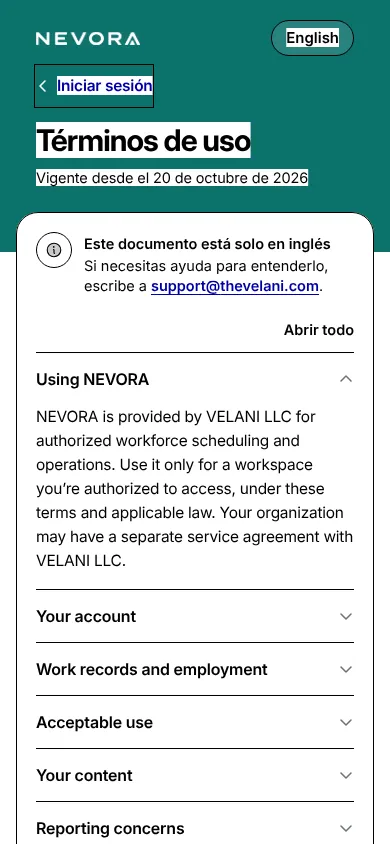 NEVORA
English
Iniciar sesión
Términos de uso
Vigente desde el 20 de octubre de 2026
Este documento está solo en inglés
Si necesitas ayuda para entenderlo,
escribe a support@thevelani.com.
Abrir todo
Using NEVORA
NEVORA is provided by VELANI LLC for
authorized workforce scheduling and
operations. Use it only for a workspace
you’re authorized to access, under these
terms and applicable law. Your organization
may have a separate service agreement with
VELANI LLC.
Your account
Work records and employment
Acceptable use
Your content
Reporting concerns